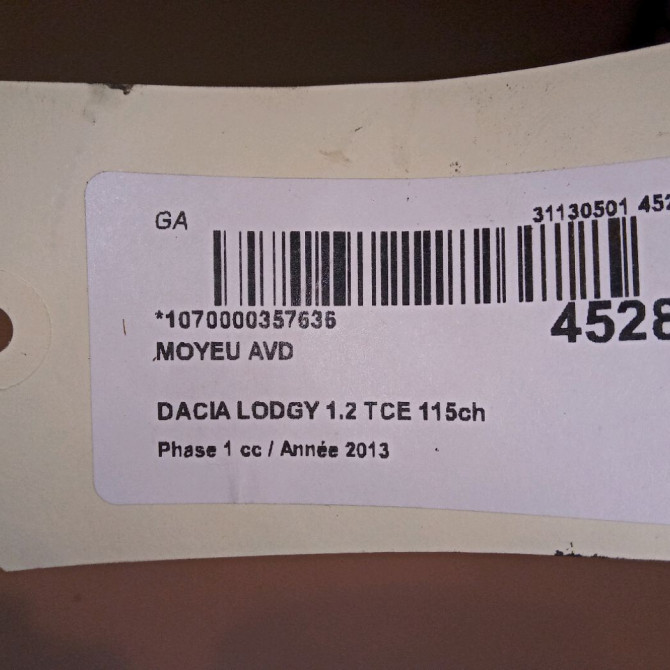 GA
31130501 452
*1070000357636
4528
MOYEU AVD
DACIA LODGY 1.2 TCE 115ch
Phase 1 cc / Année 2013